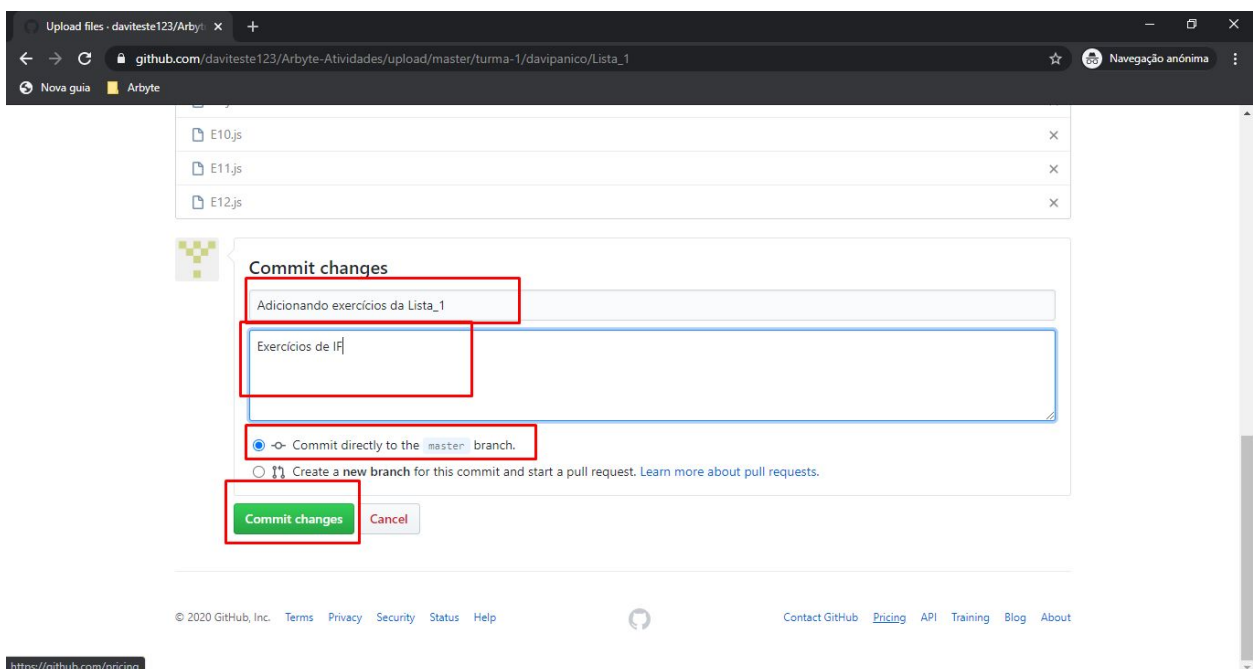 Upload files · daviteste123/Arbyt
github.com/daviteste123/Arbyte-Atividades/upload/master/turma-1/davipanico/Lista_1
Navegação anónima
Nova guia
Arbyte
E10.js
E11.js
E12.js
Commit changes
Adicionando exercícios da Lista_1
Exercícios de IF
Commit directly to the master branch.
Create a new branch for this commit and start a pull request. Learn more about pull requests.
Commit changes Cancel
© 2020 GitHub, Inc. Terms Privacy Security Status Help Contact GitHub Pricing API Training Blog About
https://github.com/pricing